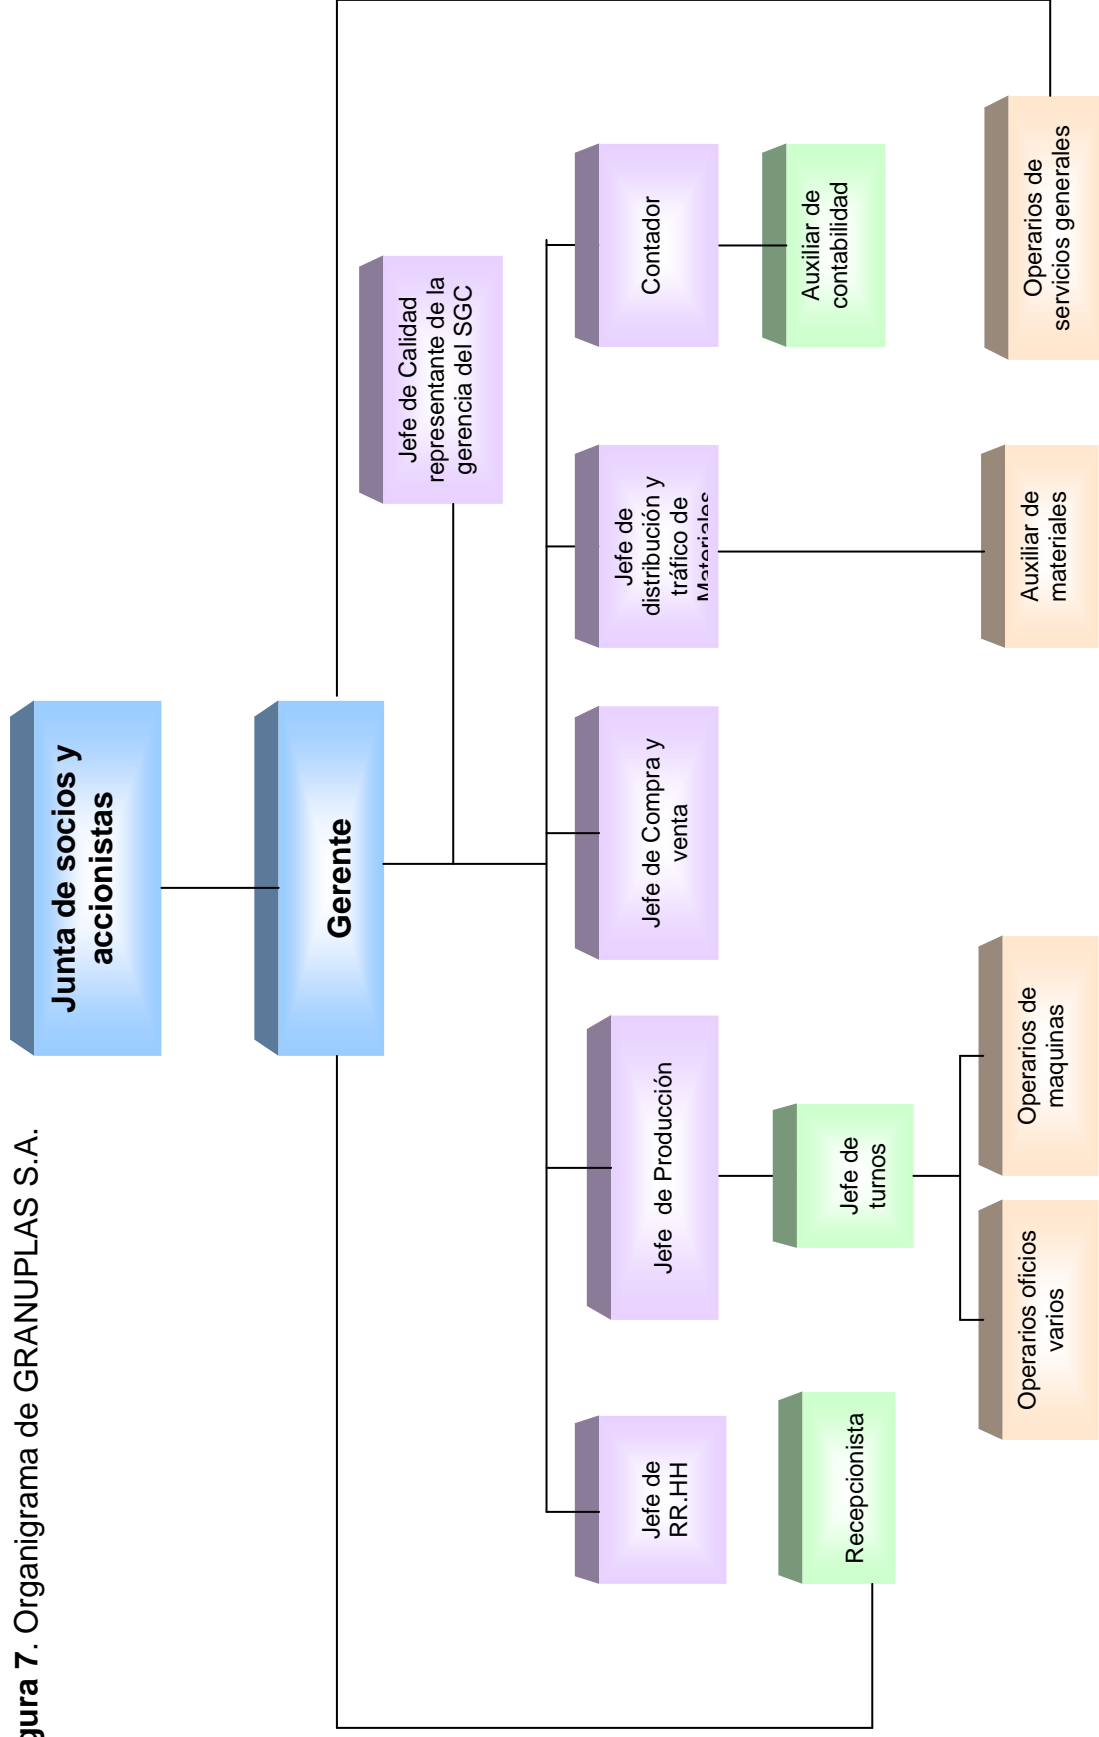 gura 7. Organigrama de GRANUPLAS S.A.
Junta de socios y
accionistas
Gerente
Jefe de Calidad
representante de la
gerencia del SGC
Jefe de
RR.HH
Jefe  de Producción
Jefe de Compra y
venta
Jefe de
distribución y
tráfico de
Materiales
Contador
Recepcionista
Jefe de
turnos
Auxiliar de
contabilidad
Operarios oficios
varios
Operarios de
maquinas
Auxiliar de
materiales
Operarios de
servicios generales